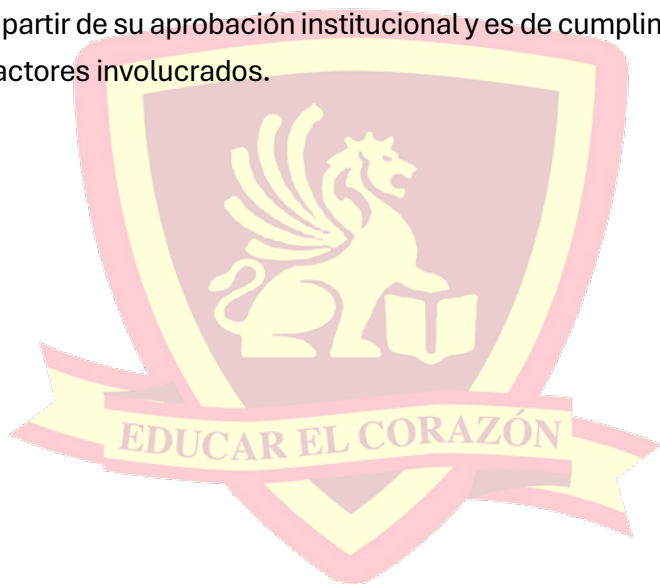 partir de su aprobación institucional y es de cumplin
actores involucrados.
EDUCAR EL CORAZÓN